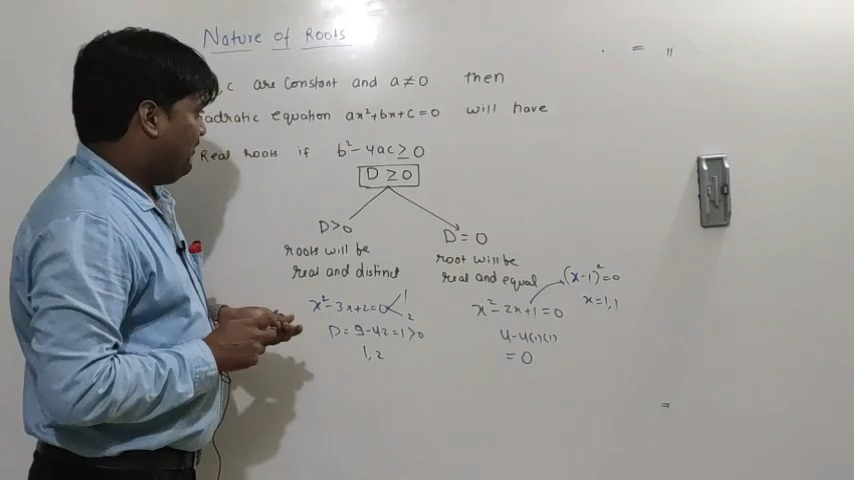 Nature of Roots
, c are Constant and a≠0 then
adratic equation ax²+bx+c=0 will have
Real roots if b²-4ac≥0
D≥0
D>0
roots will be
real and distinct
x²-3x+2=0 1
2
D=9-42=1>0
1,2
D=0
root will be
real and equal
x²-2x+1=0
4-4(1)(1)
=0
(x-1)²=0
x=1,1